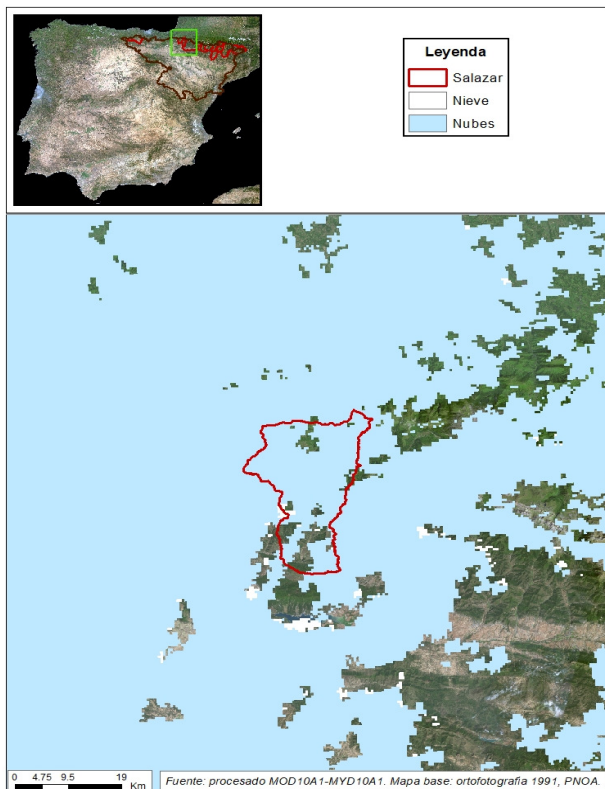 Leyenda
Salazar
Nieve
Nubes
0 4.75 9.5 19
Km
Fuente: procesado MOD10A1-MYD10A1. Mapa base: ortofotografia 1991, PNOA.